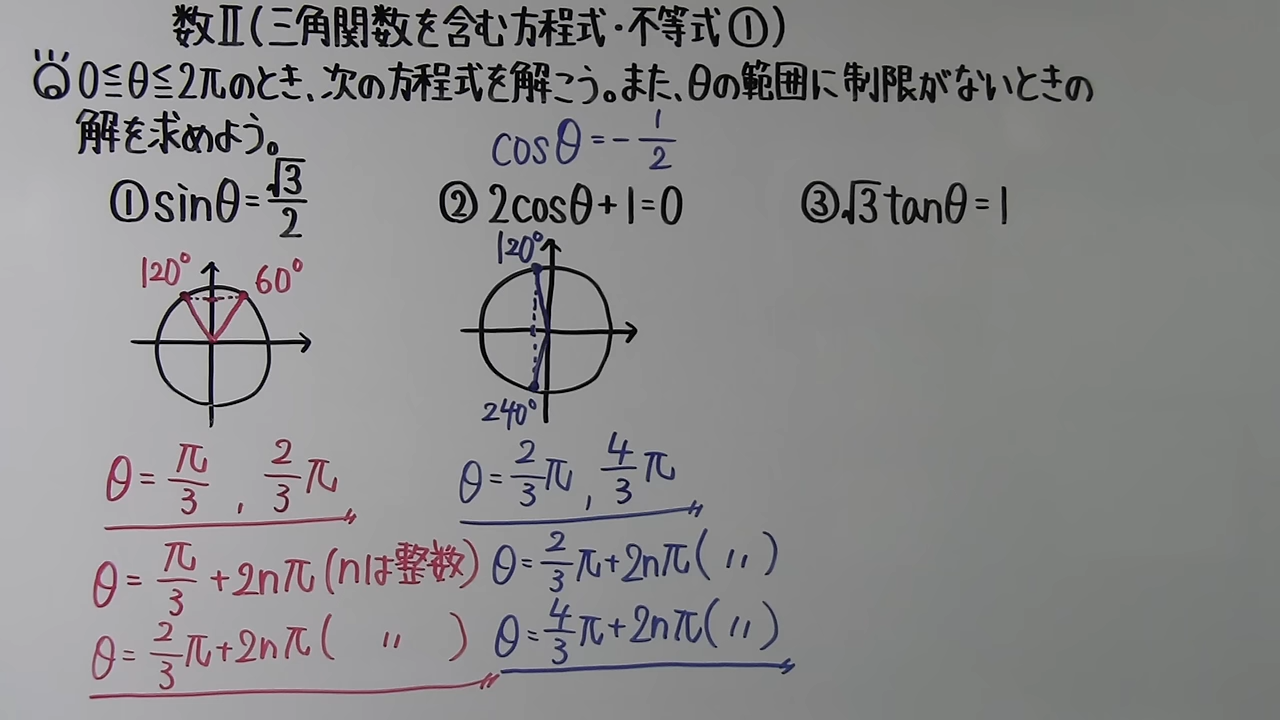 数Ⅱ(三角関数を含む方程式・不等式①)
0≦θ≦2πのとき、次の方程式を解こう。また、θの範囲に制限がないときの
解を求めよう。
cosθ=-1/2
①sinθ=√3/2
②2cosθ+1=0
③√3tanθ=1
120° 60°
120°
240°
θ=π/3, 2/3π
θ=2/3π, 4/3π
θ=π/3+2nπ(nは整数)
θ=2/3π+2nπ(〃)
θ=2/3π+2nπ(〃)
θ=4/3π+2nπ(〃)